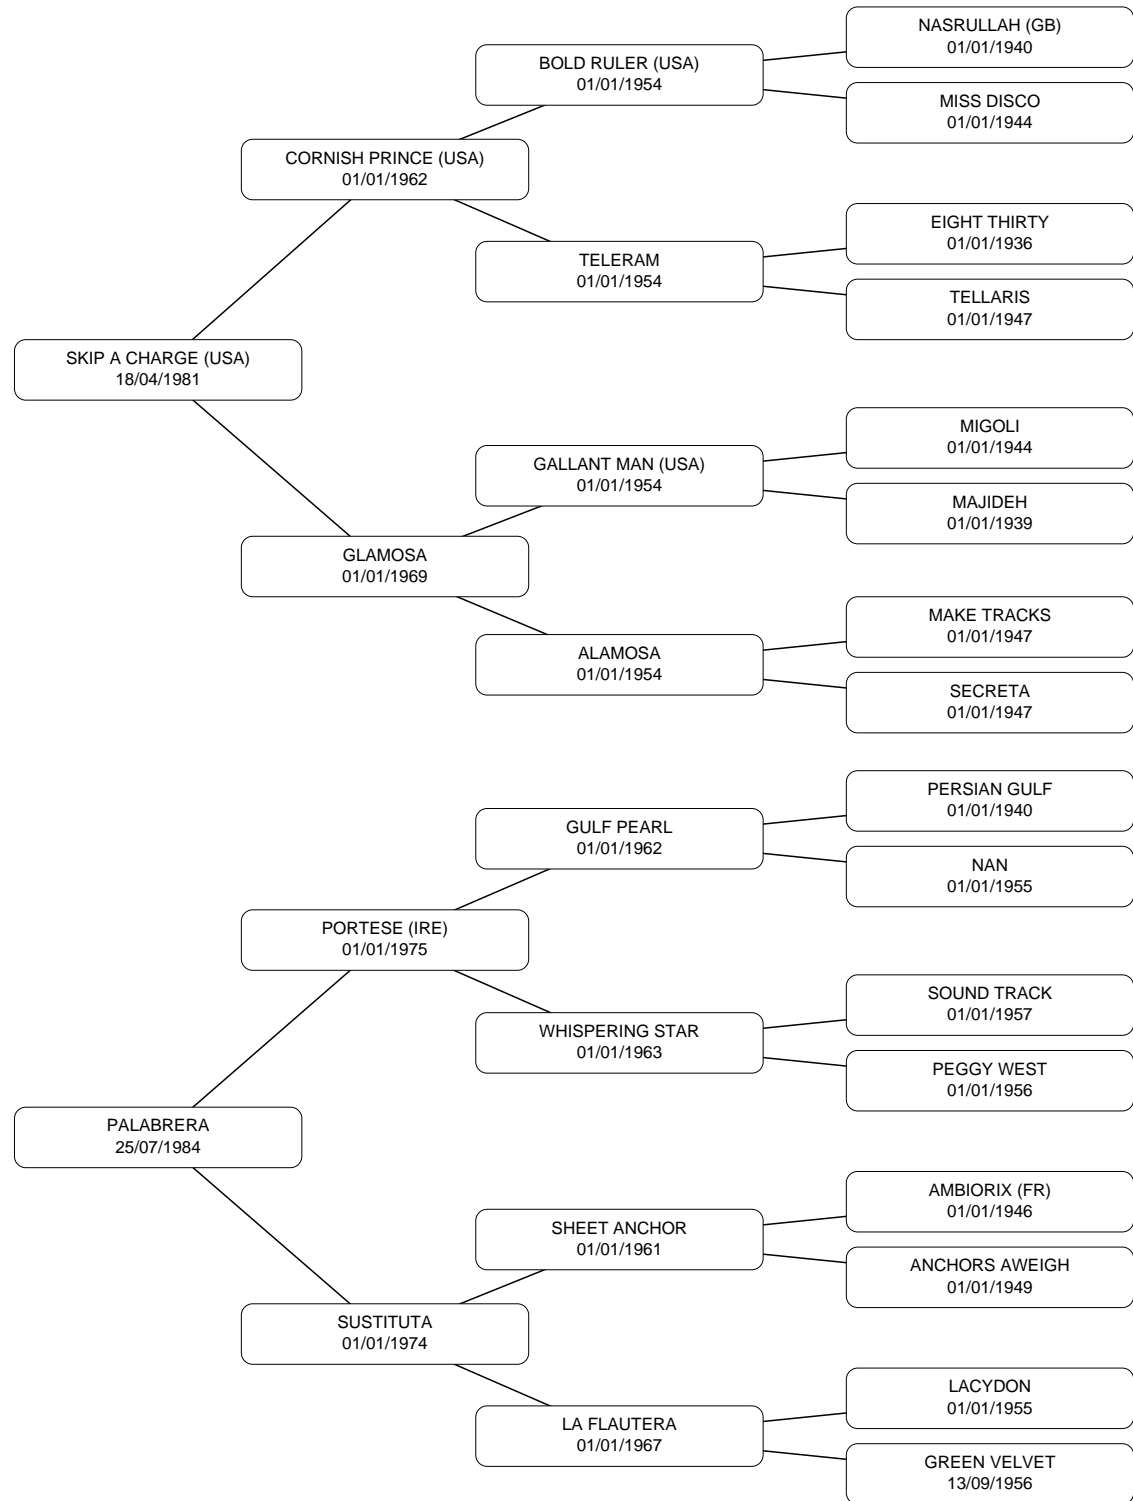 NASRULLAH (GB)
01/01/1940
BOLD RULER (USA)
01/01/1954
MISS DISCO
01/01/1944
CORNISH PRINCE (USA)
01/01/1962
EIGHT THIRTY
01/01/1936
TELERAM
01/01/1954
TELLARIS
01/01/1947
SKIP A CHARGE (USA)
18/04/1981
MIGOLI
01/01/1944
GALLANT MAN (USA)
01/01/1954
MAJIDEH
01/01/1939
GLAMOSA
01/01/1969
MAKE TRACKS
01/01/1947
ALAMOSA
01/01/1954
SECRETA
01/01/1947
PERSIAN GULF
01/01/1940
GULF PEARL
01/01/1962
NAN
01/01/1955
PORTESE (IRE)
01/01/1975
SOUND TRACK
01/01/1957
WHISPERING STAR
01/01/1963
PEGGY WEST
01/01/1956
PALABRERA
25/07/1984
AMBIORIX (FR)
01/01/1946
SHEET ANCHOR
01/01/1961
ANCHORS AWEIGH
01/01/1949
SUSTITUTA
01/01/1974
LACYDON
01/01/1955
LA FLAUTERA
01/01/1967
GREEN VELVET
13/09/1956